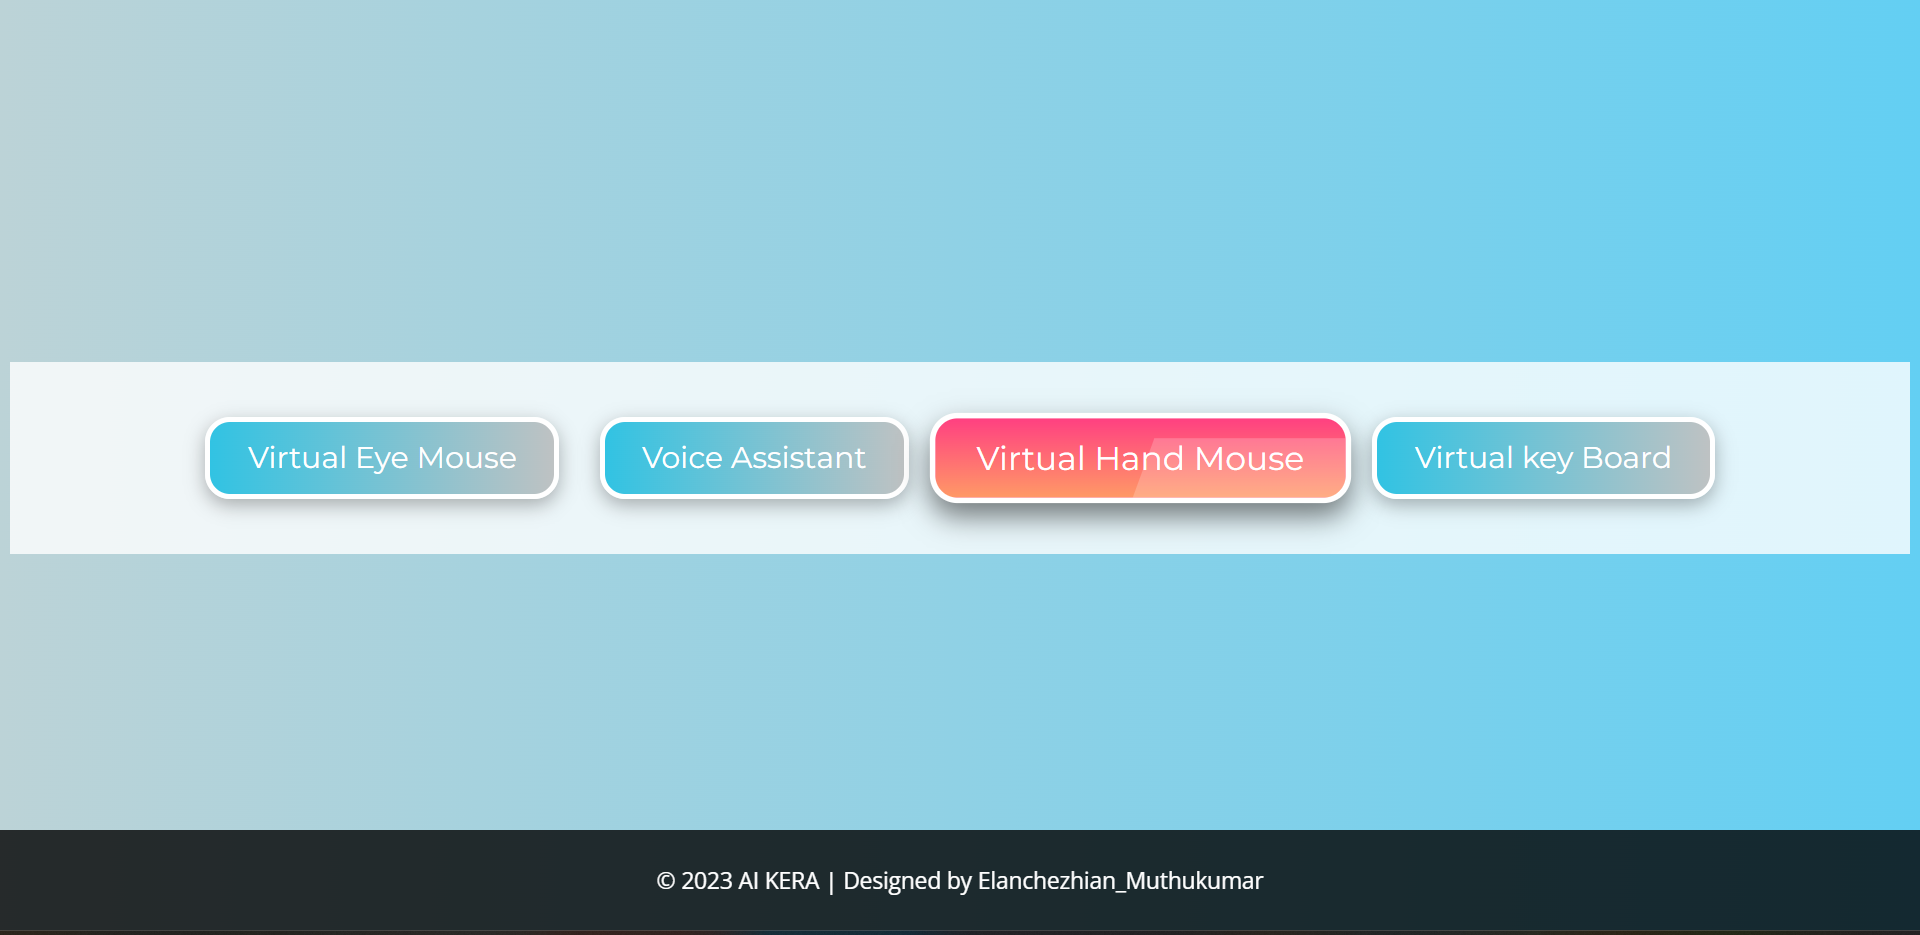 Virtual Eye Mouse
Voice Assistant
Virtual Hand Mouse
Virtual key Board
© 2023 AI KERA | Designed by Elanchezhian_Muthukumar